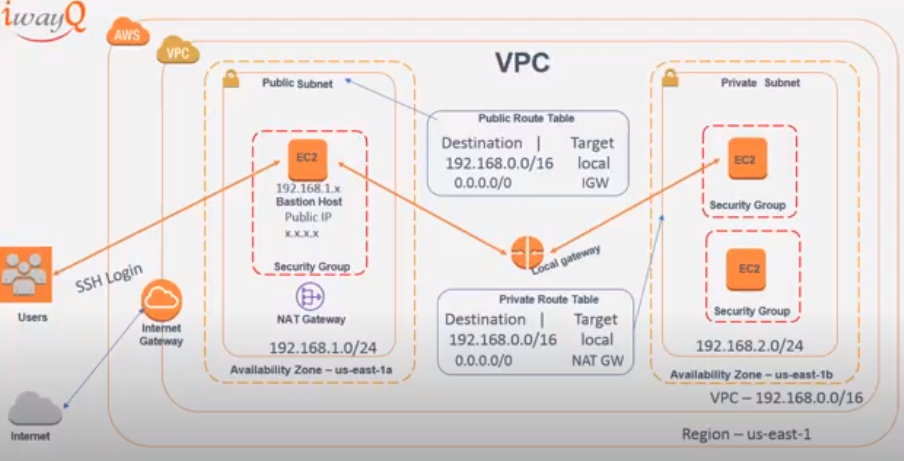 iwayQ
AWS
VPC
VPC
Public Subnet
EC2
192.168.1.x
Bastion Host
Public IP
x.x.x.x
Security Group
NAT Gateway
192.168.1.0/24
Availability Zone – us-east-1a
Public Route Table
Destination | Target
192.168.0.0/16 local
0.0.0.0/0 IGW
Local gateway
Private Route Table
Destination | Target
192.168.0.0/16 local
0.0.0.0/0 NAT GW
Private Subnet
EC2
Security Group
EC2
Security Group
192.168.2.0/24
Availability Zone – us-east-1b
VPC – 192.168.0.0/16
Region – us-east-1
Users
SSH Login
Internet
Gateway
Internet